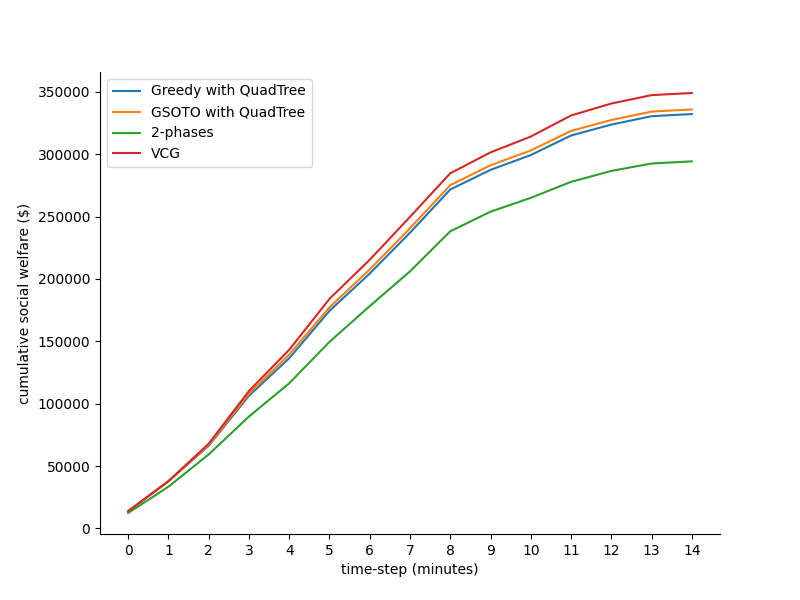 Greedy with QuadTree
GSOTO with QuadTree
2-phases
VCG
cumulative social welfare ($)
350000
300000
250000
200000
150000
100000
50000
0
0 1 2 3 4 5 6 7 8 9 10 11 12 13 14
time-step (minutes)